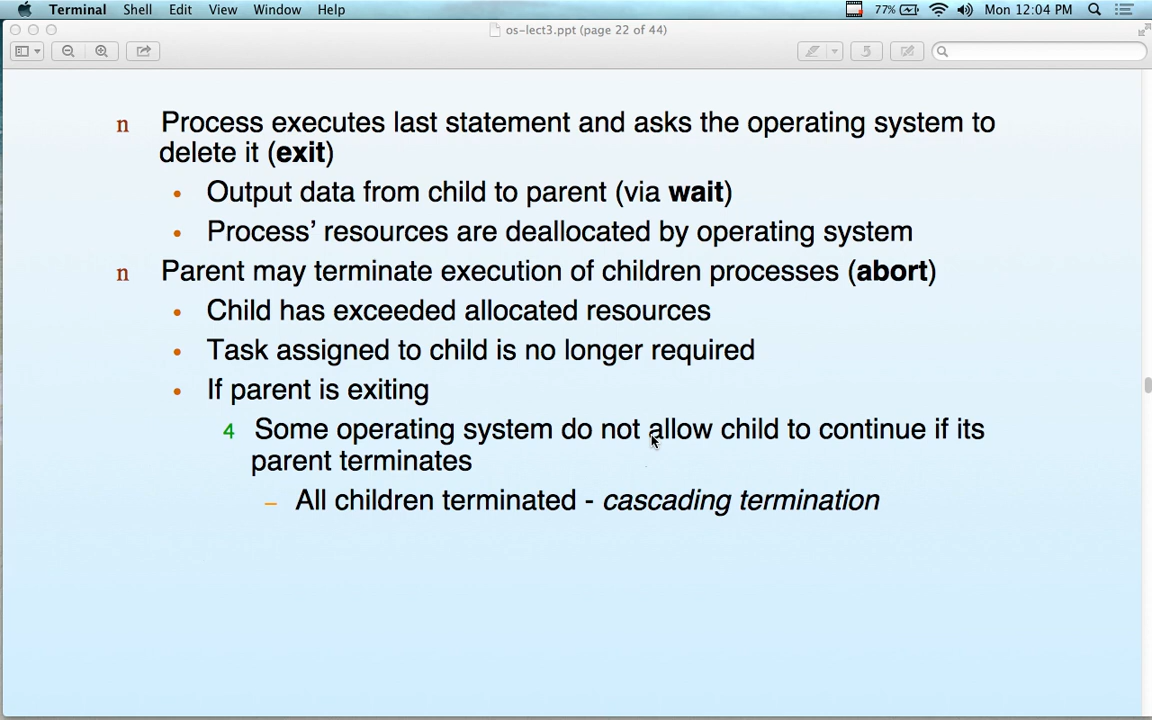 Terminal Shell Edit View Window Help 77% Mon 12:04 PM
os-lect3.ppt (page 22 of 44)
n Process executes last statement and asks the operating system to
delete it (exit)
• Output data from child to parent (via wait)
• Process’ resources are deallocated by operating system
n Parent may terminate execution of children processes (abort)
• Child has exceeded allocated resources
• Task assigned to child is no longer required
• If parent is exiting
4 Some operating system do not allow child to continue if its
parent terminates
– All children terminated - cascading termination